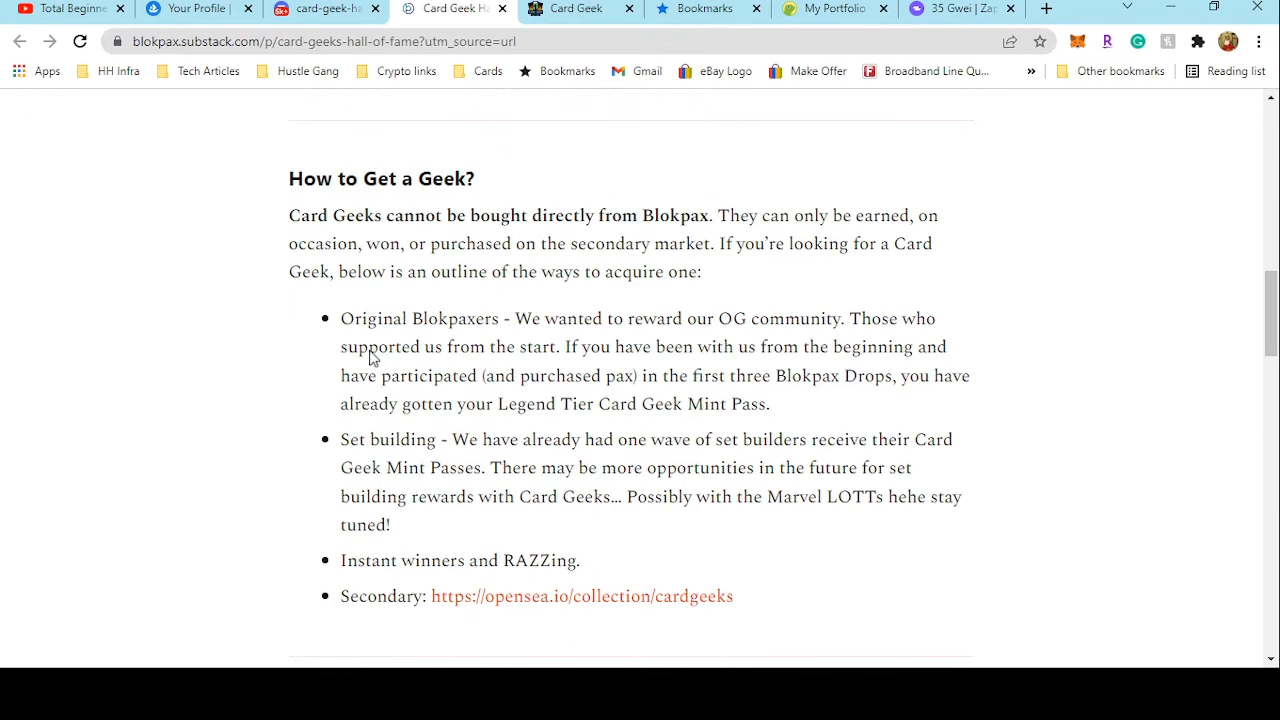 Total Beginne
Your Profile |
card-geek-ha
Card Geek Ha
Card Geek
Bookmarks
My Portfolio
35 Gwei | Zap
blokpax.substack.com/p/card-geeks-hall-of-fame?utm_source=url
Apps
HH Infra
Tech Articles
Hustle Gang
Crypto links
Cards
Bookmarks
Gmail
eBay Logo
Make Offer
Broadband Line Qu...
»
Other bookmarks
Reading list
How to Get a Geek?
Card Geeks cannot be bought directly from Blokpax. They can only be earned, on
occasion, won, or purchased on the secondary market. If you’re looking for a Card
Geek, below is an outline of the ways to acquire one:
• Original Blokpaxers - We wanted to reward our OG community. Those who
supported us from the start. If you have been with us from the beginning and
have participated (and purchased pax) in the first three Blokpax Drops, you have
already gotten your Legend Tier Card Geek Mint Pass.
• Set building - We have already had one wave of set builders receive their Card
Geek Mint Passes. There may be more opportunities in the future for set
building rewards with Card Geeks... Possibly with the Marvel LOTTs hehe stay
tuned!
• Instant winners and RAZZing.
• Secondary: https://opensea.io/collection/cardgeeks